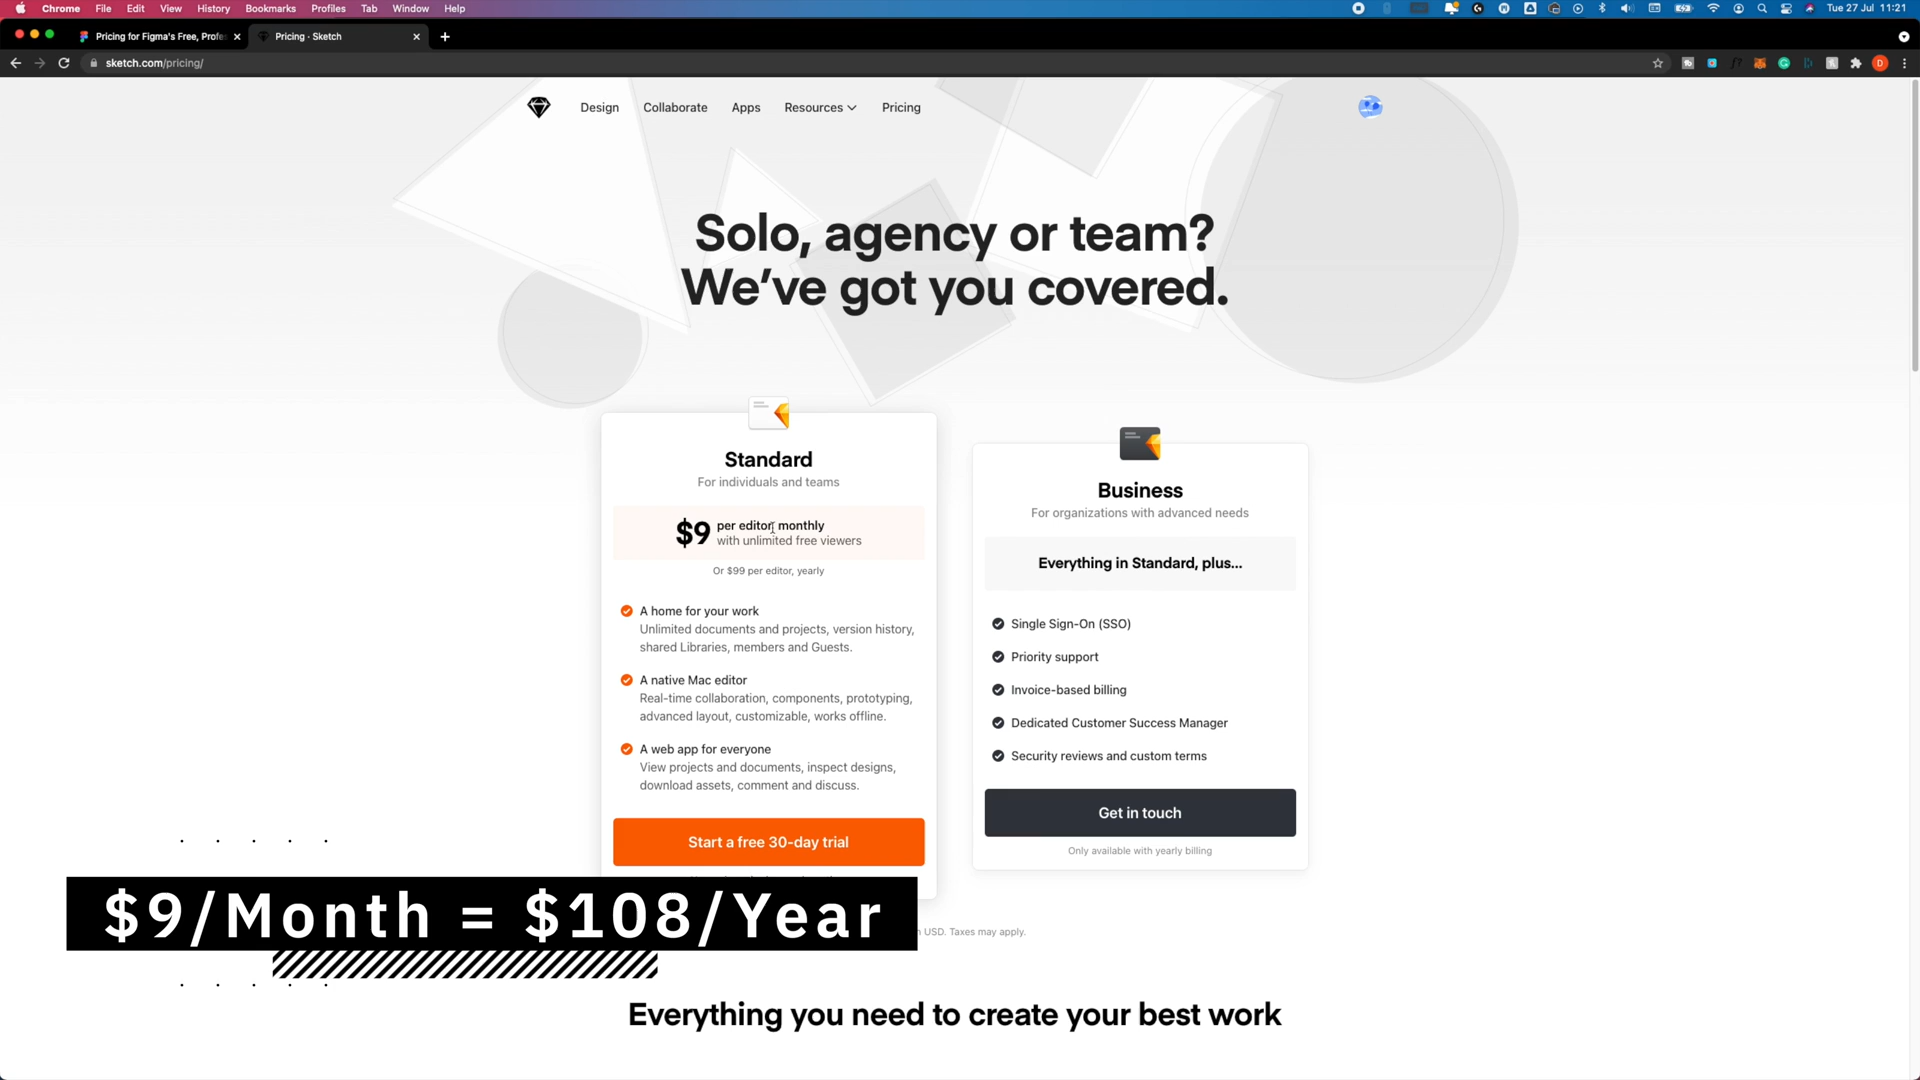 Chrome File Edit View History Bookmarks Profiles Tab Window Help Tue 27 Jul 11:21
Pricing for Figma's Free, Profe
Pricing · Sketch
sketch.com/pricing/
Design Collaborate Apps Resources Pricing
Solo, agency or team?
We've got you covered.
Standard
For individuals and teams
$9 per editor, monthly
with unlimited free viewers
Or $99 per editor, yearly
A home for your work
Unlimited documents and projects, version history,
shared Libraries, members and Guests.
A native Mac editor
Real-time collaboration, components, prototyping,
advanced layout, customizable, works offline.
A web app for everyone
View projects and documents, inspect designs,
download assets, comment and discuss.
Start a free 30-day trial
Business
For organizations with advanced needs
Everything in Standard, plus...
Single Sign-On (SSO)
Priority support
Invoice-based billing
Dedicated Customer Success Manager
Security reviews and custom terms
Get in touch
Only available with yearly billing
$9/Month = $108/Year
USD. Taxes may apply.
Everything you need to create your best work